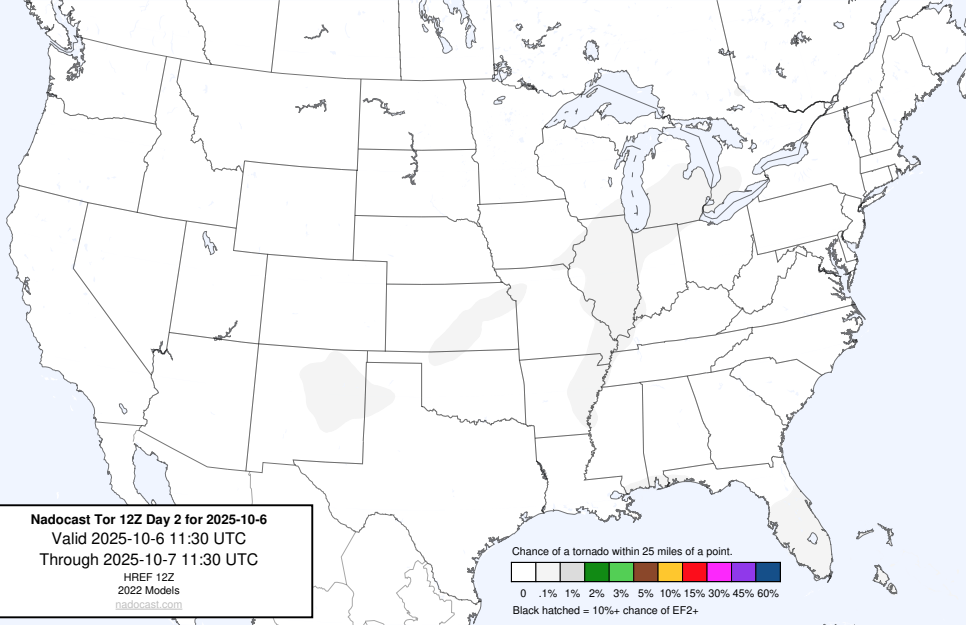 Nadocast Tor 12Z Day 2 for 2025-10-6
Valid 2025-10-6 11:30 UTC
Through 2025-10-7 11:30 UTC
HREF 12Z
2022 Models
nadocast.com
Chance of a tornado within 25 miles of a point.
0 .1% 1% 2% 3% 5% 10% 15% 30% 45% 60%
Black hatched = 10%+ chance of EF2+